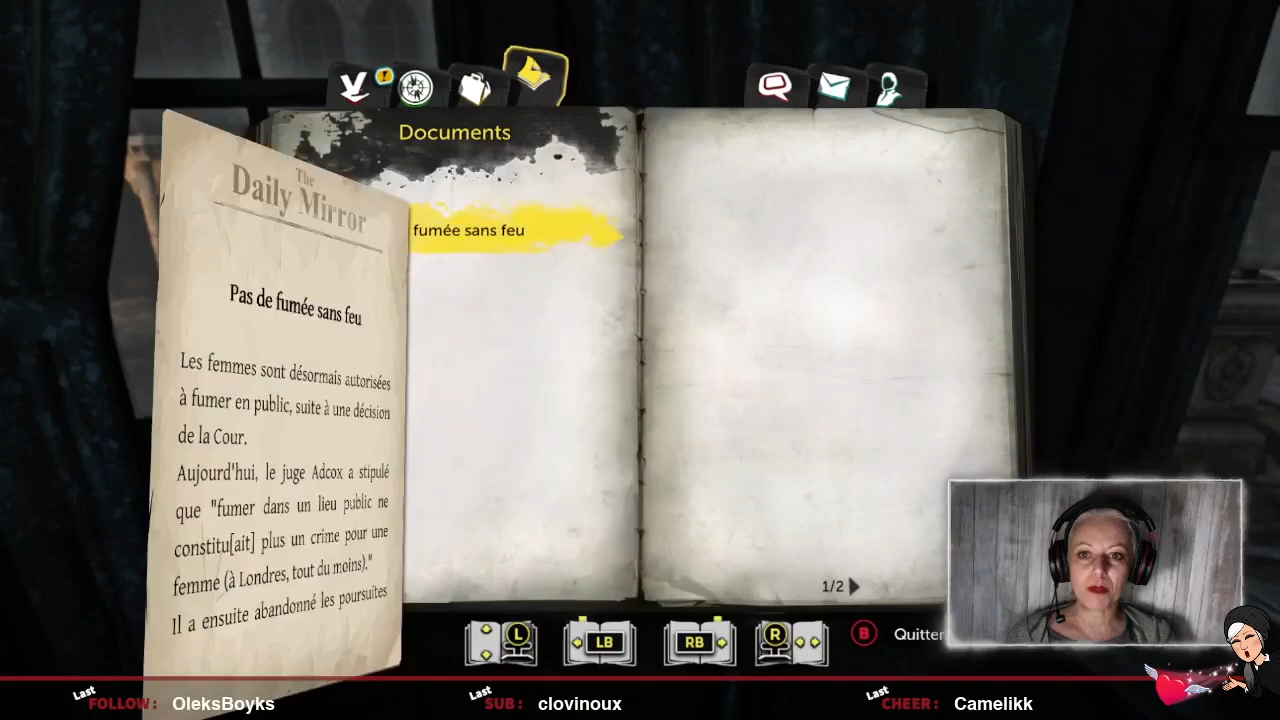 Documents
The
Daily Mirror
fumée sans feu
Pas de fumée sans feu
Les femmes sont désormais autorisées
à fumer en public, suite à une décision
de la Cour.
Aujourd'hui, le juge Adcox a stipulé
que "fumer dans un lieu public ne
constitu[ait] plus un crime pour une
femme (à Londres, tout du moins)."
Il a ensuite abandonné les poursuites
1/2
L
LB
RB
R
B Quitter
Last FOLLOW: OleksBoyks
Last SUB: clovinoux
Last CHEER: Camelikk